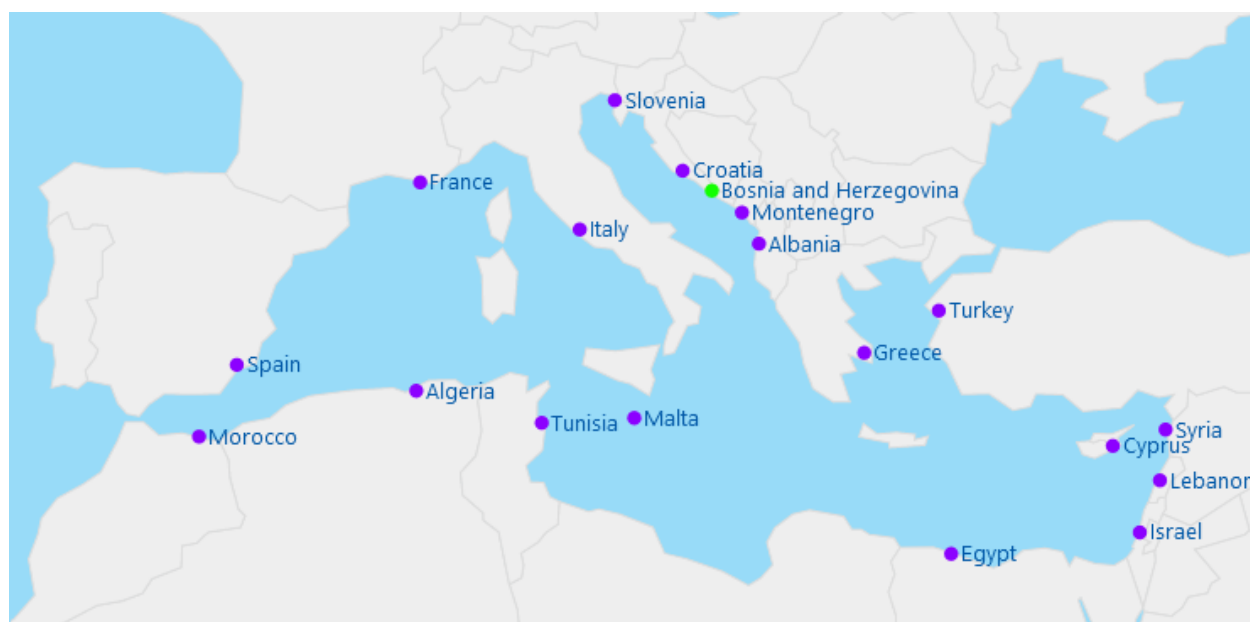 Slovenia
Croatia
France
Bosnia and Herzegovina
Montenegro
Italy
Albania
Turkey
Greece
Spain
Algeria
Malta
Tunisia
Syria
Morocco
Cyprus
Lebanon
Israel
Egypt